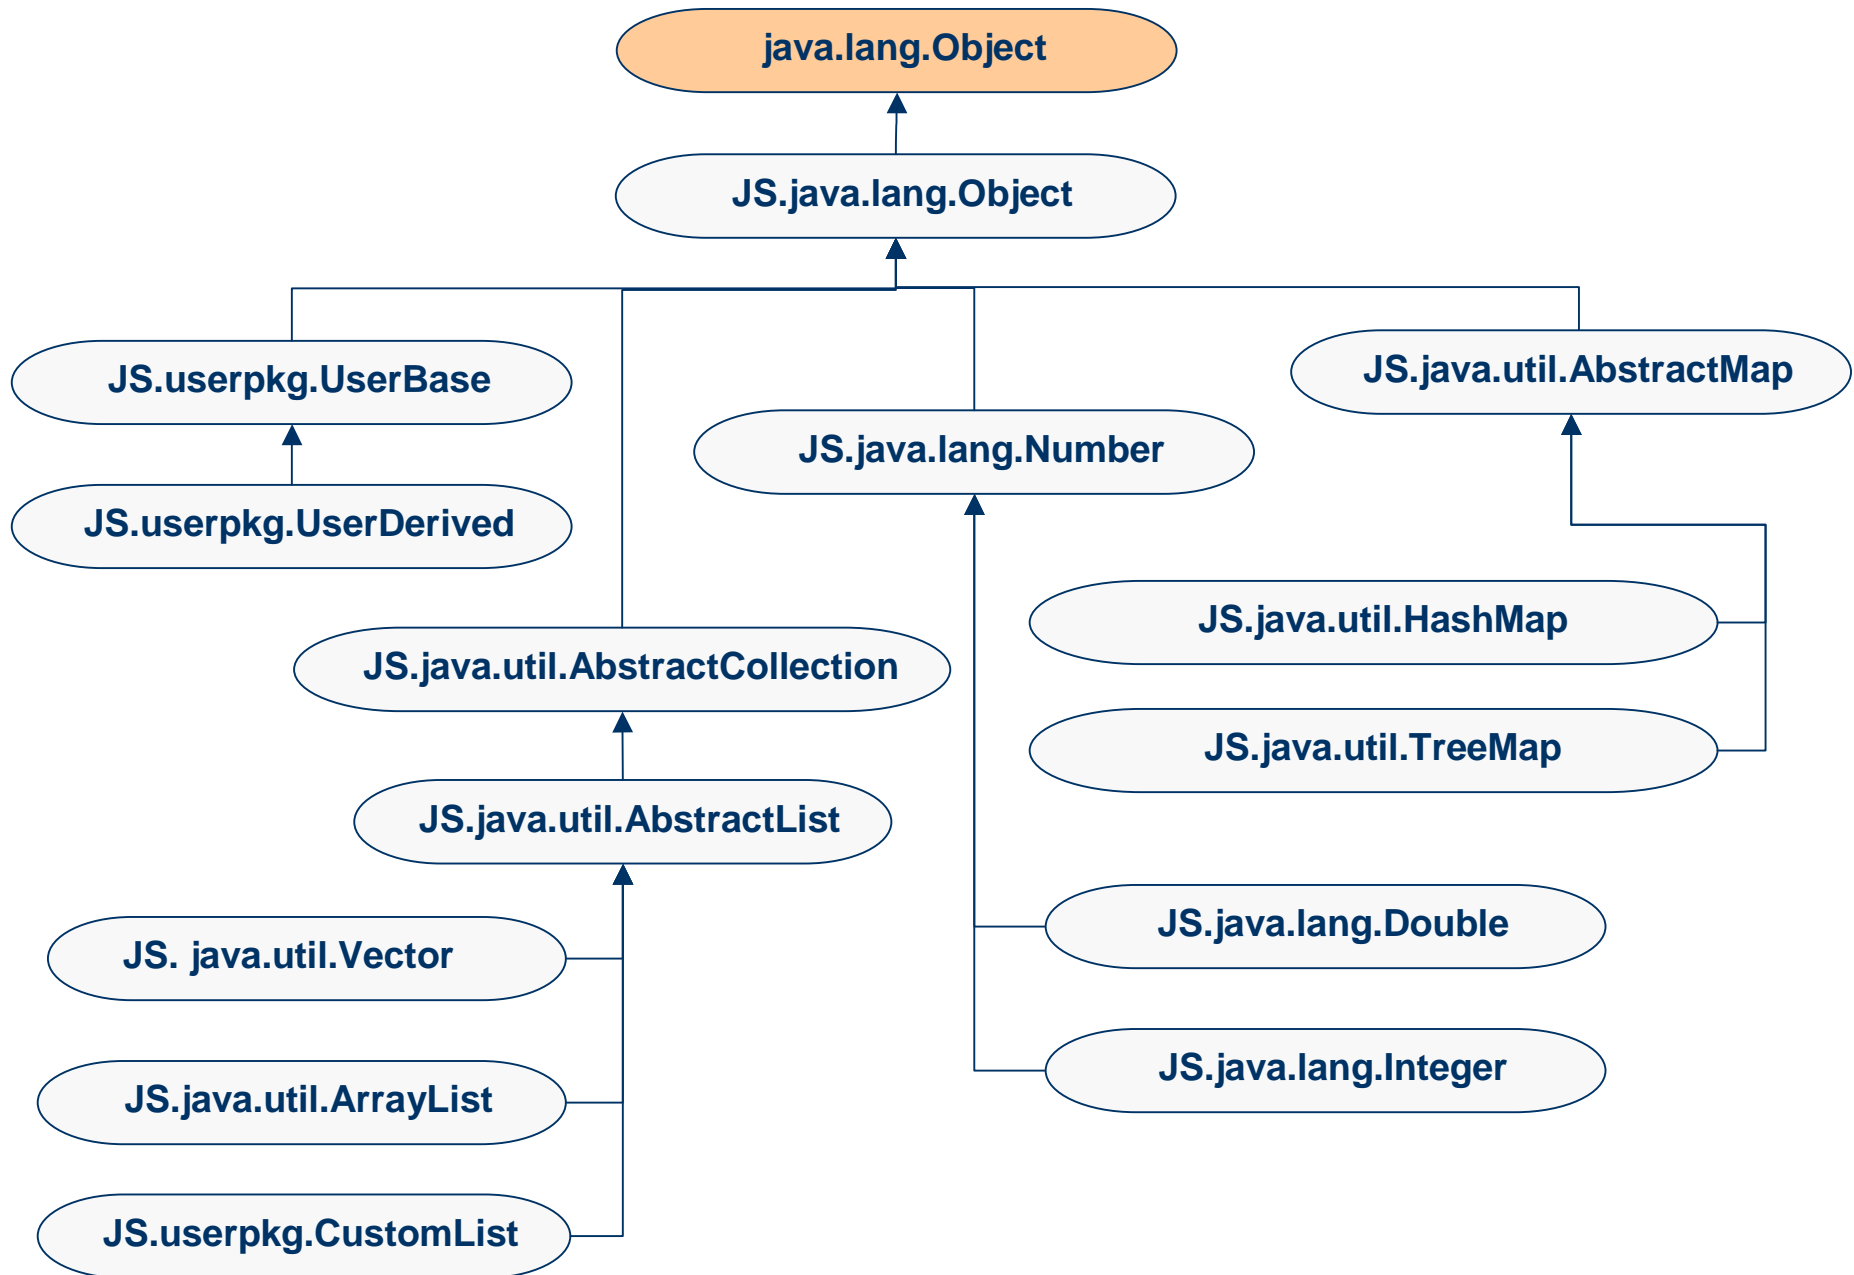 java.lang.Object
JS.java.lang.Object
JS.userpkg.UserBase
JS.java.util.AbstractMap
JS.java.lang.Number
JS.userpkg.UserDerived
JS.java.util.HashMap
JS.java.util.AbstractCollection
JS.java.util.TreeMap
JS.java.util.AbstractList
JS.java.lang.Double
JS. java.util.Vector
JS.java.lang.Integer
JS.java.util.ArrayList
JS.userpkg.CustomList